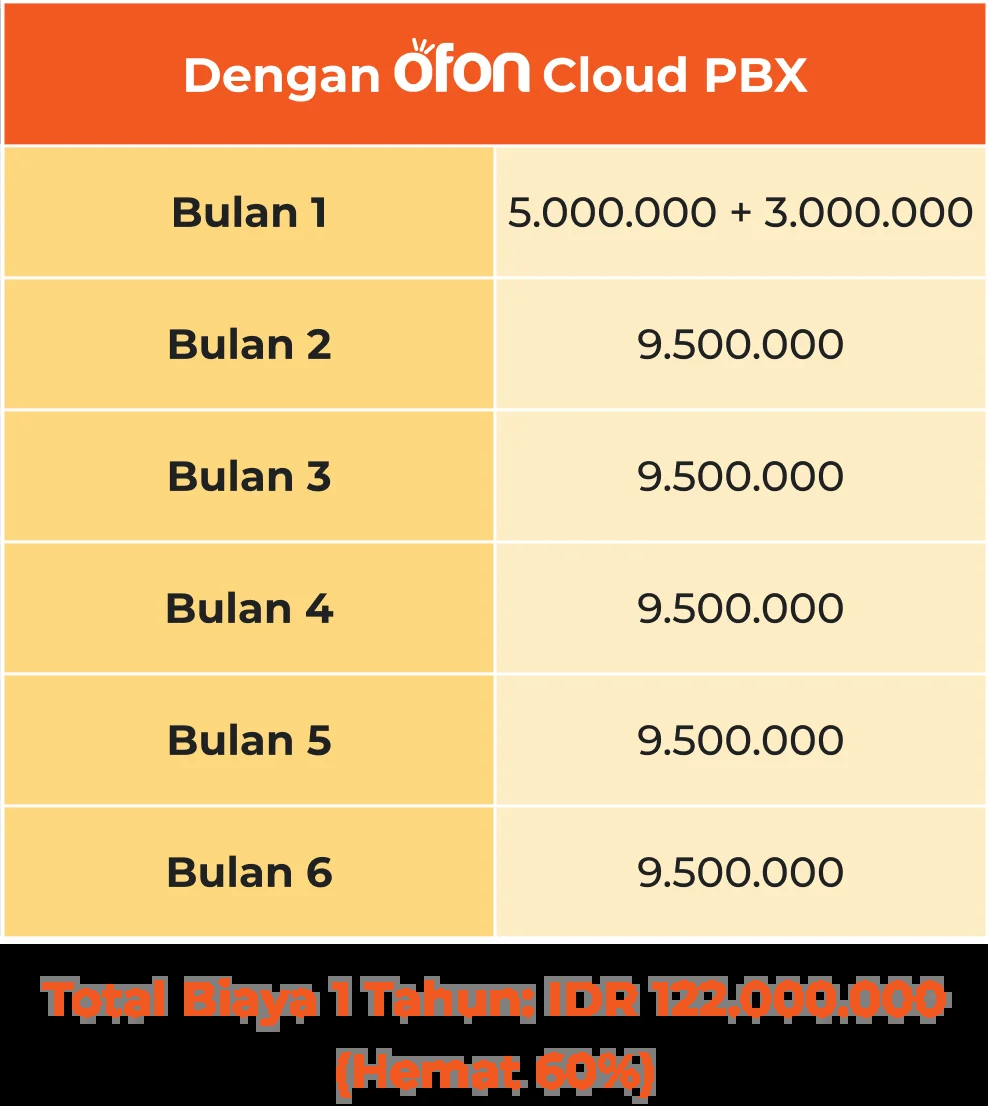 Dengan ofon Cloud PBX
Bulan 1 5.000.000 + 3.000.000
Bulan 2 9.500.000
Bulan 3 9.500.000
Bulan 4 9.500.000
Bulan 5 9.500.000
Bulan 6 9.500.000
Total Biaya 1 Tahun: IDR 122.000.000
(Hemat 60%)